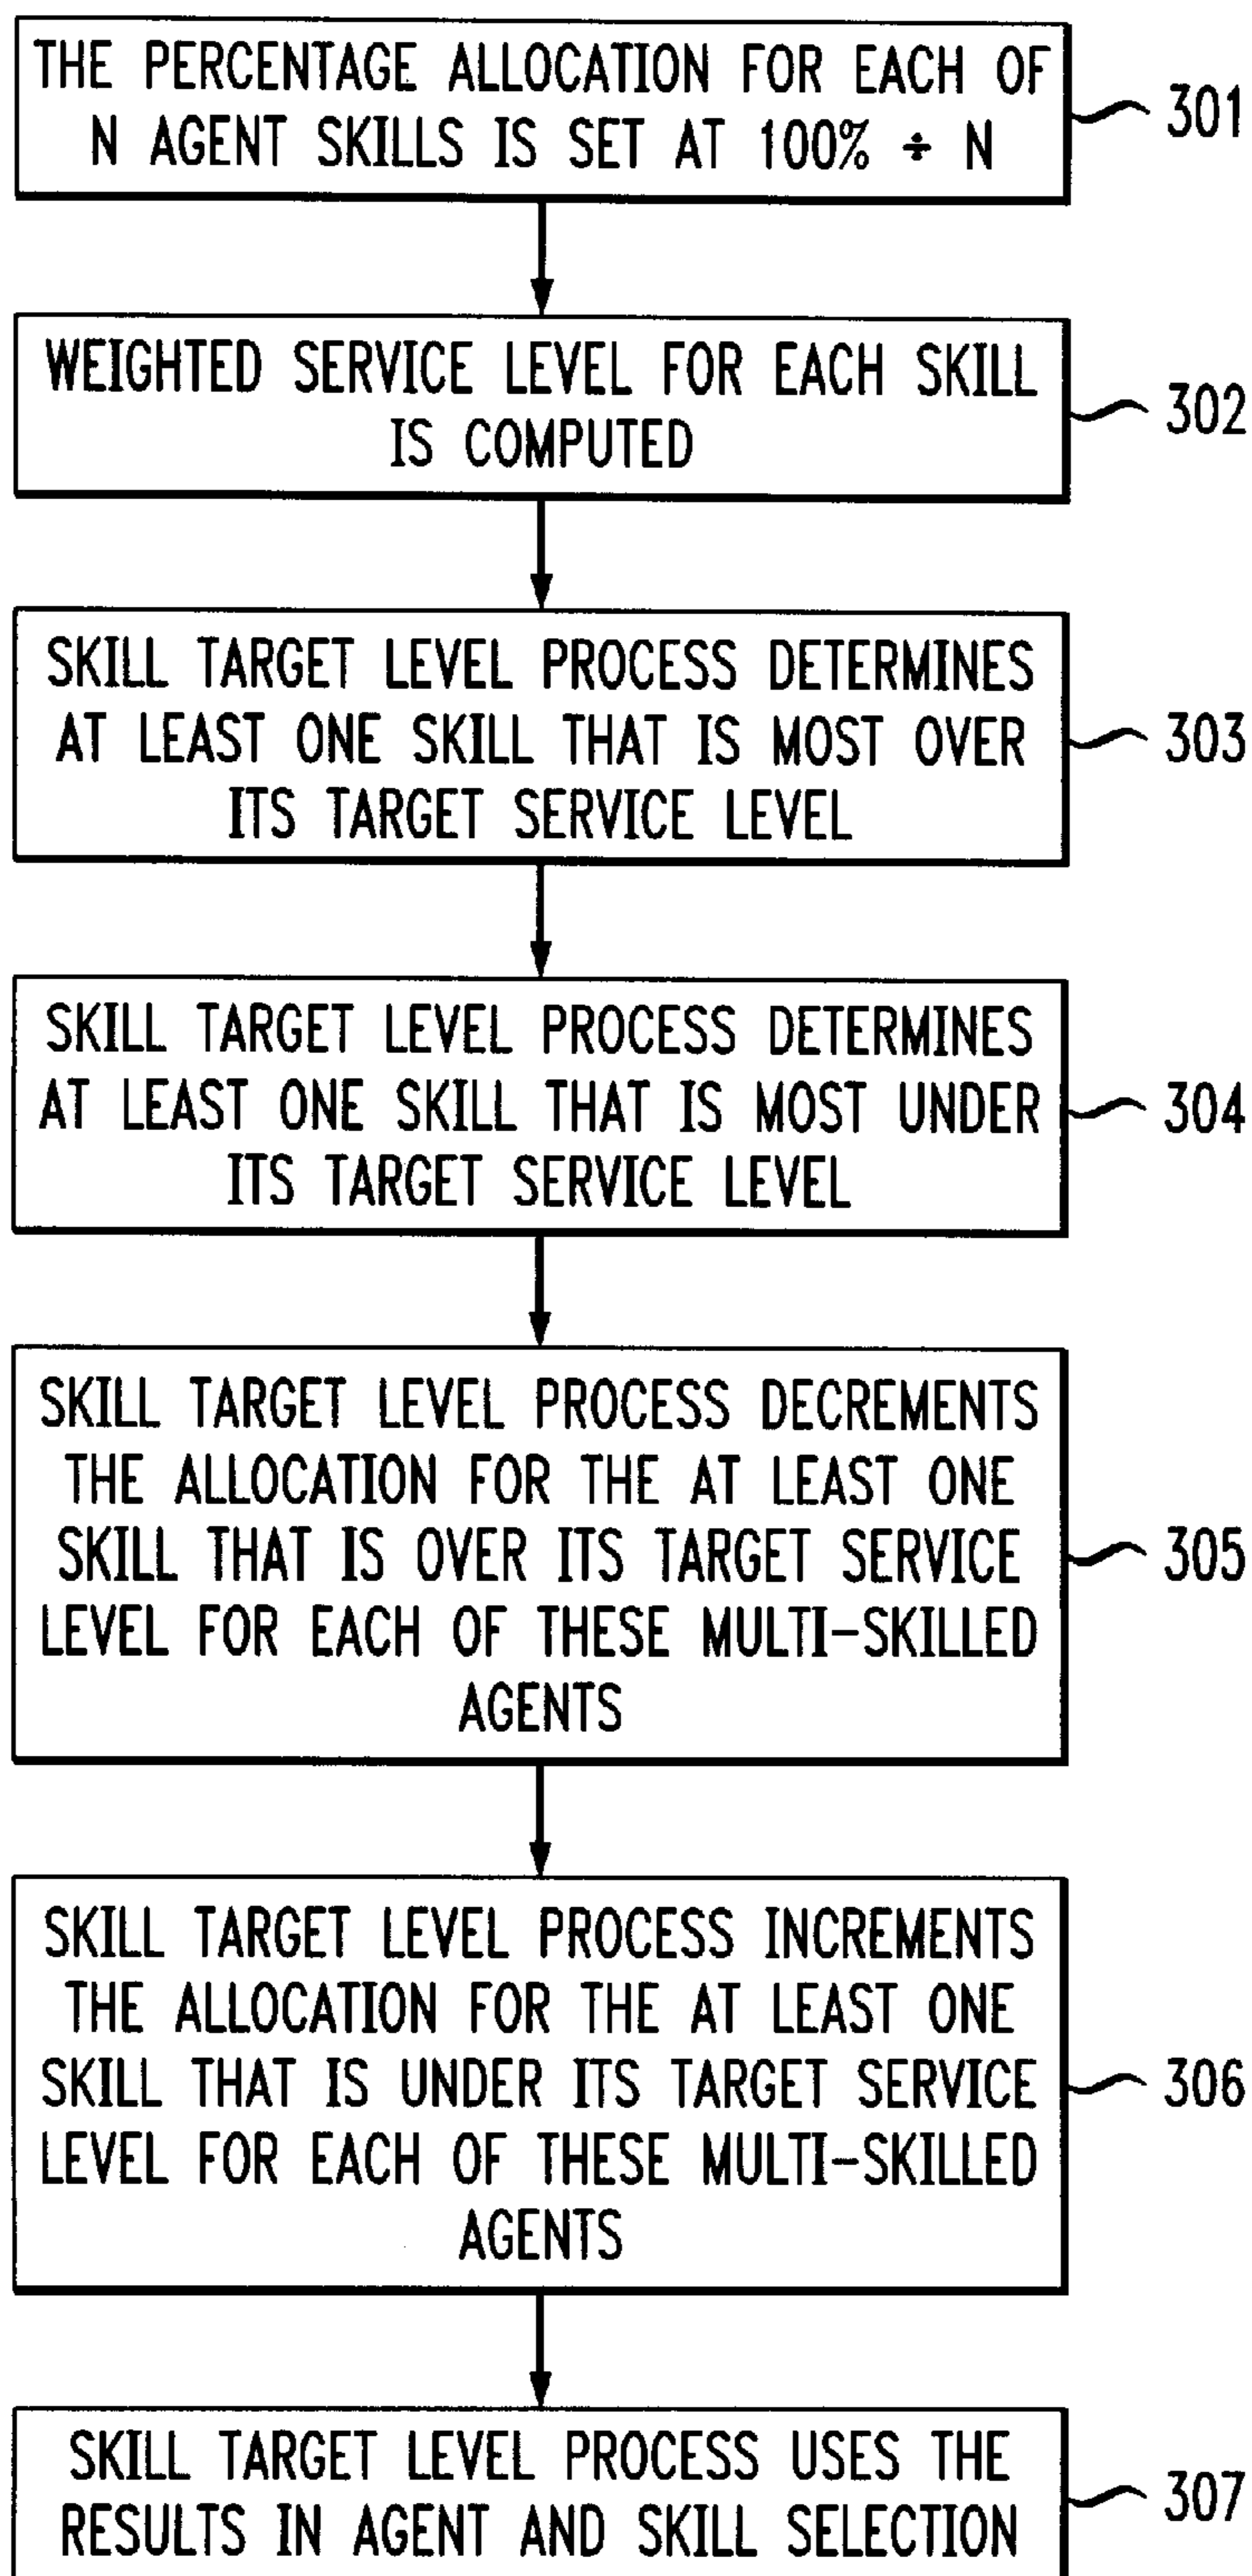 THE PERCENTAGE ALLOCATION FOR EACH OF
N AGENT SKILLS IS SET AT 100% ÷ N
301
WEIGHTED SERVICE LEVEL FOR EACH SKILL
IS COMPUTED
302
SKILL TARGET LEVEL PROCESS DETERMINES
AT LEAST ONE SKILL THAT IS MOST OVER
ITS TARGET SERVICE LEVEL
303
SKILL TARGET LEVEL PROCESS DETERMINES
AT LEAST ONE SKILL THAT IS MOST UNDER
ITS TARGET SERVICE LEVEL
304
SKILL TARGET LEVEL PROCESS DECREMENTS
THE ALLOCATION FOR THE AT LEAST ONE
SKILL THAT IS OVER ITS TARGET SERVICE
LEVEL FOR EACH OF THESE MULTI-SKILLED
AGENTS
305
SKILL TARGET LEVEL PROCESS INCREMENTS
THE ALLOCATION FOR THE AT LEAST ONE
SKILL THAT IS UNDER ITS TARGET SERVICE
LEVEL FOR EACH OF THESE MULTI-SKILLED
AGENTS
306
SKILL TARGET LEVEL PROCESS USES THE
RESULTS IN AGENT AND SKILL SELECTION
307